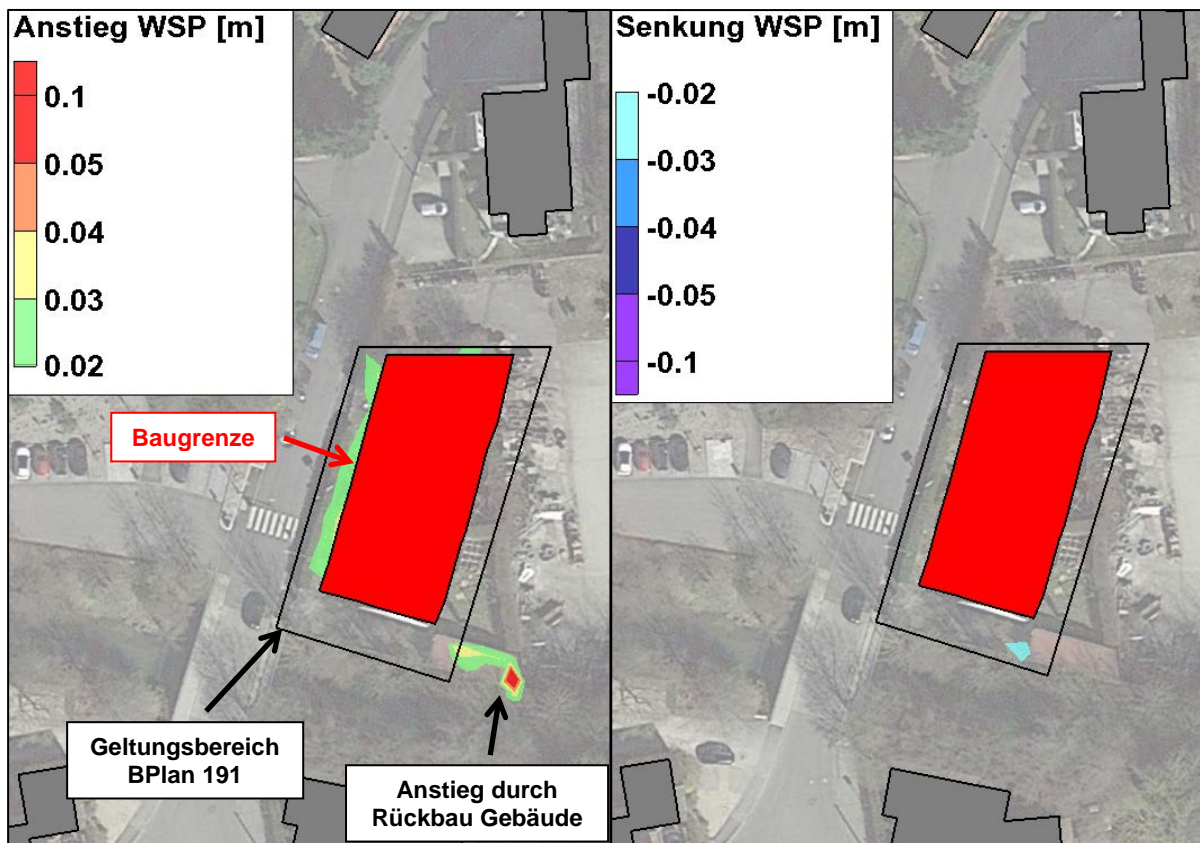 Anstieg WSP [m]
0.1
0.05
0.04
0.03
0.02
Baugrenze
Geltungsbereich
BPlan 191
Anstieg durch
Rückbau Gebäude
Senkung WSP [m]
-0.02
-0.03
-0.04
-0.05
-0.1